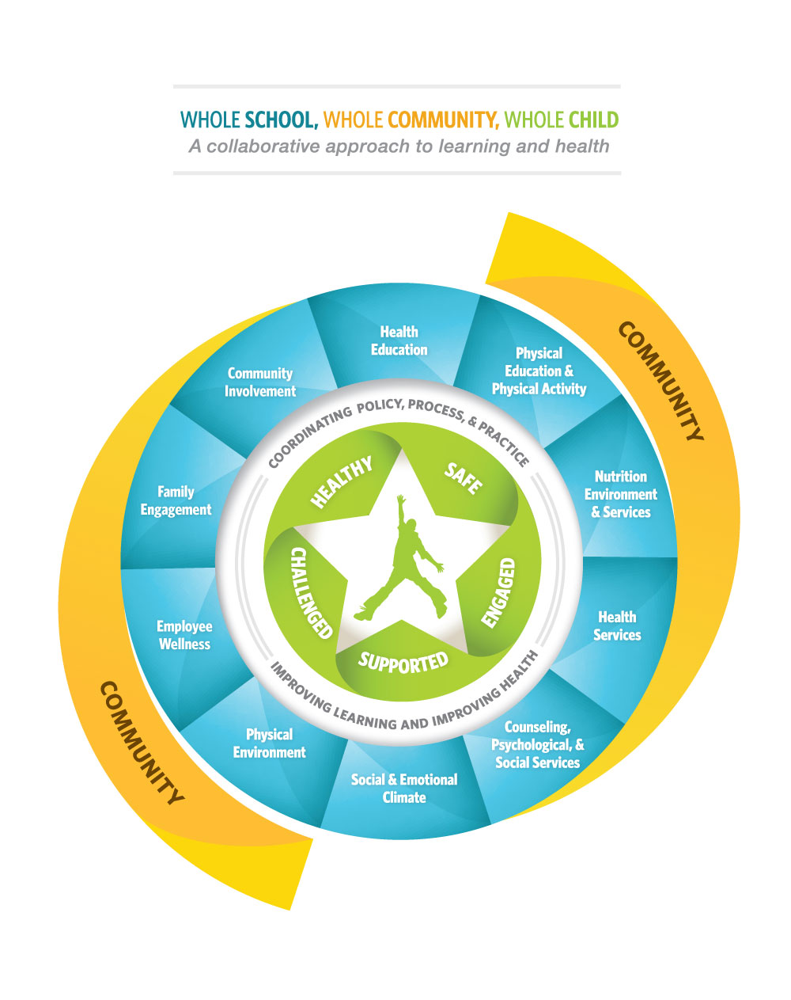 WHOLE SCHOOL, WHOLE COMMUNITY, WHOLE CHILD
A collaborative approach to learning and health
COMMUNITY
Health
Education
Physical
Education &
Physical Activity
Nutrition
Environment
& Services
Health
Services
Counseling,
Psychological, &
Social Services
Social & Emotional
Climate
Physical
Environment
Employee
Wellness
Family
Engagement
Community
Involvement
COORDINATING POLICY, PROCESS, & PRACTICE
IMPROVING LEARNING AND IMPROVING HEALTH
HEALTHY
SAFE
ENGAGED
SUPPORTED
CHALLENGED
COMMUNITY